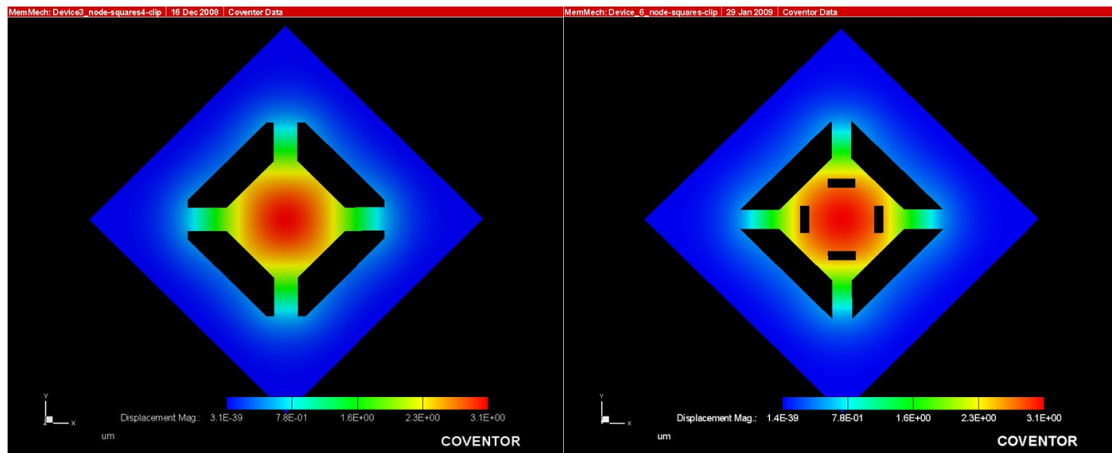 MemMech: Device3_node-squares4-clip | 16 Dec 2008 | Coventor Data
Y
X
Displacement Mag.: 3.1E-39 7.8E-01 1.6E+00 2.3E+00 3.1E+00
um
COVENTOR
MemMech: Device_6_node-squares-clip | 29 Jan 2009 | Coventor Data
Y
X
Displacement Mag.: 1.4E-39 7.8E-01 1.6E+00 2.3E+00 3.1E+00
um
COVENTOR